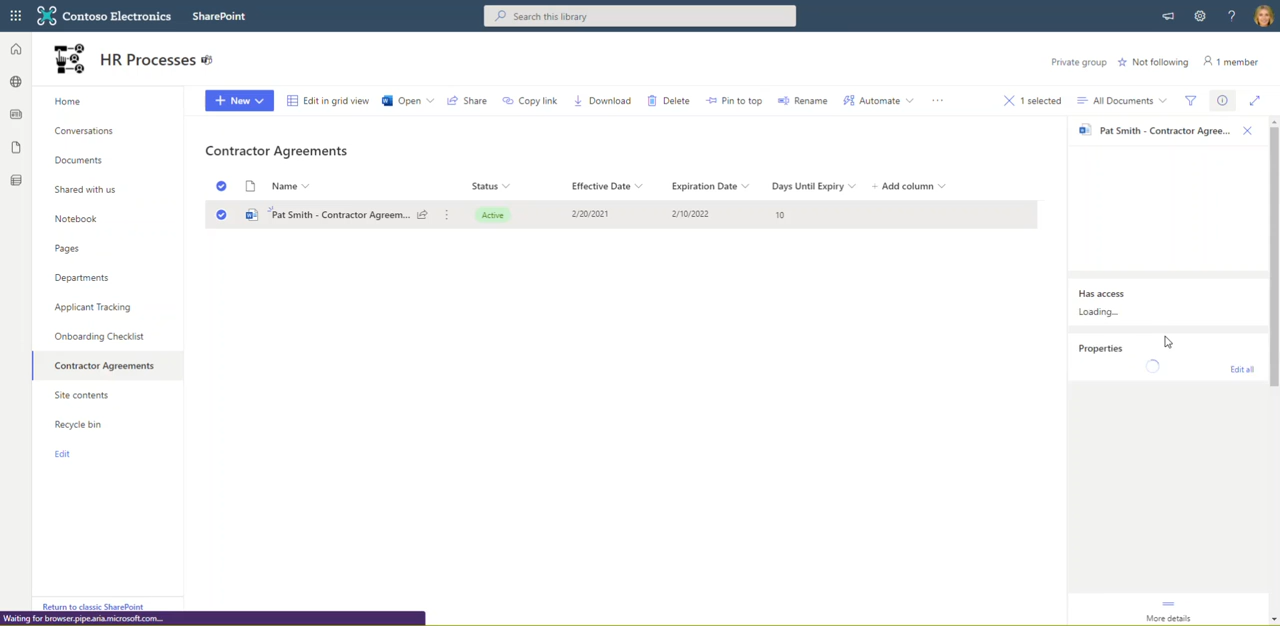 Contoso Electronics SharePoint Search this library ?
HR Processes Private group Not following 1 member
Home
Conversations
Documents
Shared with us
Notebook
Pages
Departments
Applicant Tracking
Onboarding Checklist
Contractor Agreements
Site contents
Recycle bin
Edit
Return to classic SharePoint
+ New Edit in grid view Open Share Copy link Download Delete Pin to top Rename Automate ... 1 selected All Documents
Contractor Agreements
Name Status Effective Date Expiration Date Days Until Expiry + Add column
Pat Smith - Contractor Agreem... Active 2/20/2021 2/10/2022 10
Pat Smith - Contractor Agree...
Has access
Loading...
Properties
Edit all
More details
Waiting for browser.pipe.aria.microsoft.com...